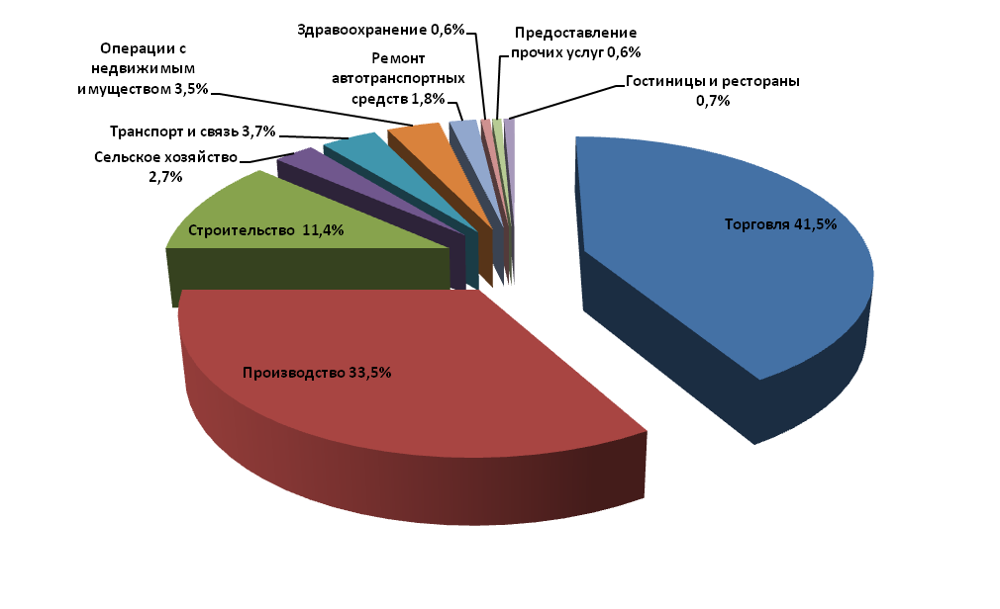 Здравоохранение 0,6%
Предоставление
прочих услуг 0,6%
Операции с
недвижимым
имуществом 3,5%
Ремонт
автотранспортных
средств 1,8%
Гостиницы и рестораны
0,7%
Транспорт и связь 3,7%
Сельское хозяйство
2,7%
Строительство 11,4%
Торговля 41,5%
Производство 33,5%